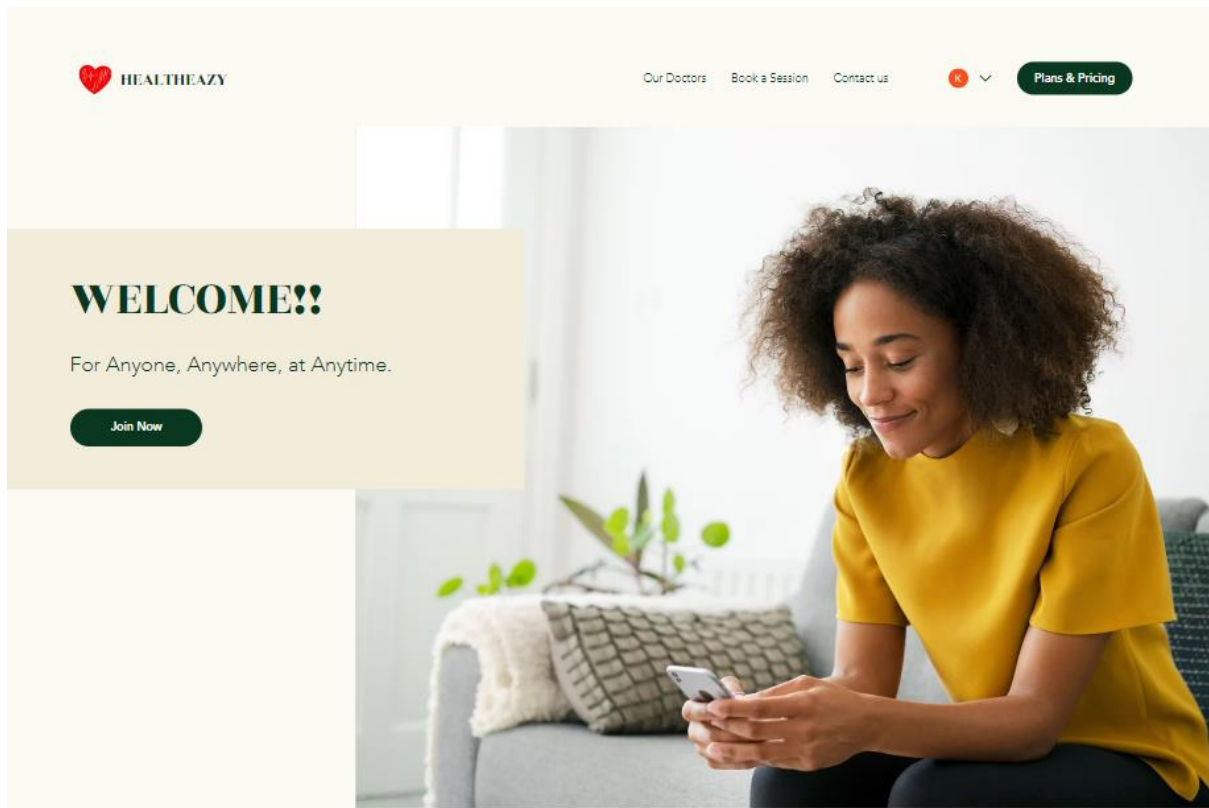 HEALTHEAZY
Our Doctors Book a Session Contact us K Plans & Pricing
WELCOME!!
For Anyone, Anywhere, at Anytime.
Join Now